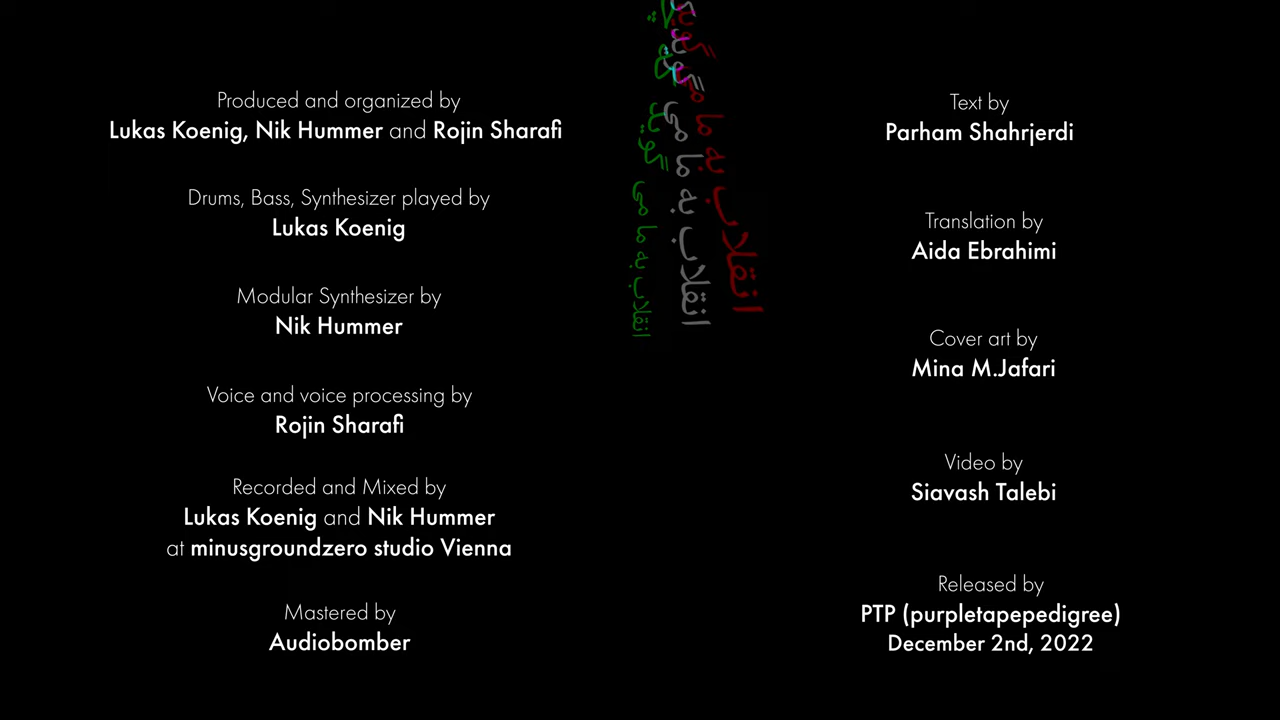 Produced and organized by
Lukas Koenig, Nik Hummer and Rojin Sharafi
Drums, Bass, Synthesizer played by
Lukas Koenig
Modular Synthesizer by
Nik Hummer
Voice and voice processing by
Rojin Sharafi
Recorded and Mixed by
Lukas Koenig and Nik Hummer
at minusgroundzero studio Vienna
Mastered by
Audiobomber
انقلاب به ما می گوید
انقلاب به ما می گوید
انقلاب به ما می گوید
Text by
Parham Shahrjerdi
Translation by
Aida Ebrahimi
Cover art by
Mina M.Jafari
Video by
Siavash Talebi
Released by
PTP (purpletapepedigree)
December 2nd, 2022